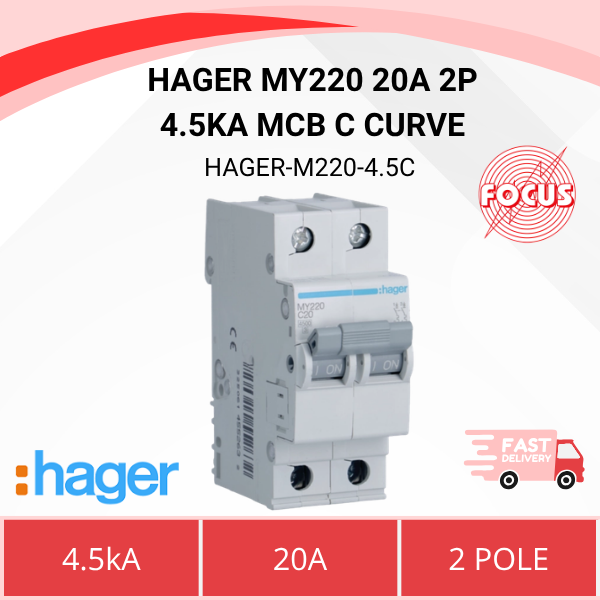 HAGER MY220 20A 2P
4.5KA MCB C CURVE
HAGER-M220-4.5C
FOCUS
:hager
MY220
C20
I ON
I ON
:hager
FAST
DELIVERY
4.5kA
20A
2 POLE